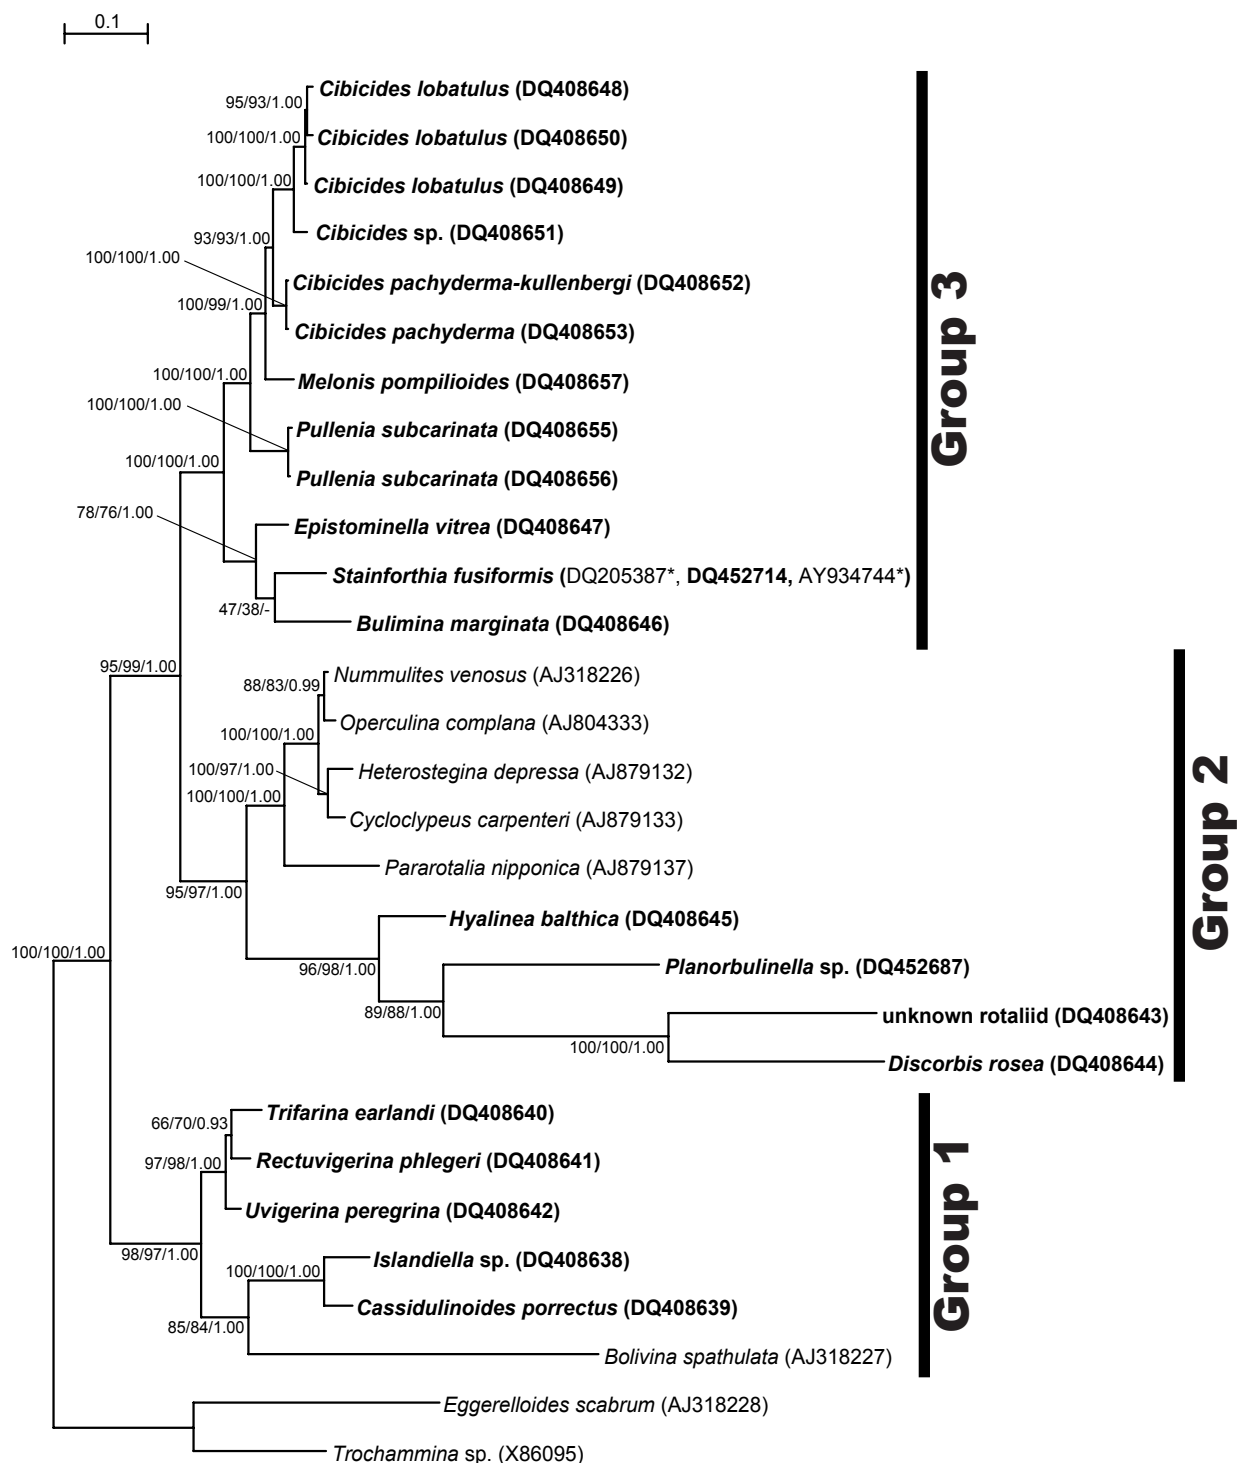 0.1
95/93/1.00
Cibicides lobatulus (DQ408648)
100/100/1.00
Cibicides lobatulus (DQ408650)
100/100/1.00
Cibicides lobatulus (DQ408649)
93/93/1.00
Cibicides sp. (DQ408651)
100/100/1.00
Cibicides pachyderma-kullenbergi (DQ408652)
100/99/1.00
Cibicides pachyderma (DQ408653)
100/100/1.00
Melonis pompilioides (DQ408657)
100/100/1.00
Pullenia subcarinata (DQ408655)
100/100/1.00
Pullenia subcarinata (DQ408656)
78/76/1.00
Epistominella vitrea (DQ408647)
Stainforthia fusiformis (DQ205387*, DQ452714, AY934744*)
47/38/-
Bulimina marginata (DQ408646)
Group 3
95/99/1.00
88/83/0.99
Nummulites venosus (AJ318226)
Operculina complana (AJ804333)
100/100/1.00
100/97/1.00
Heterostegina depressa (AJ879132)
100/100/1.00
Cycloclypeus carpenteri (AJ879133)
Pararotalia nipponica (AJ879137)
95/97/1.00
Hyalinea balthica (DQ408645)
100/100/1.00
96/98/1.00
Planorbulinella sp. (DQ452687)
89/88/1.00
unknown rotaliid (DQ408643)
100/100/1.00
Discorbis rosea (DQ408644)
Group 2
66/70/0.93
Trifarina earlandi (DQ408640)
97/98/1.00
Rectuvigerina phlegeri (DQ408641)
Uvigerina peregrina (DQ408642)
98/97/1.00
100/100/1.00
Islandiella sp. (DQ408638)
Cassidulinoides porrectus (DQ408639)
85/84/1.00
Bolivina spathulata (AJ318227)
Group 1
Eggerelloides scabrum (AJ318228)
Trochammina sp. (X86095)